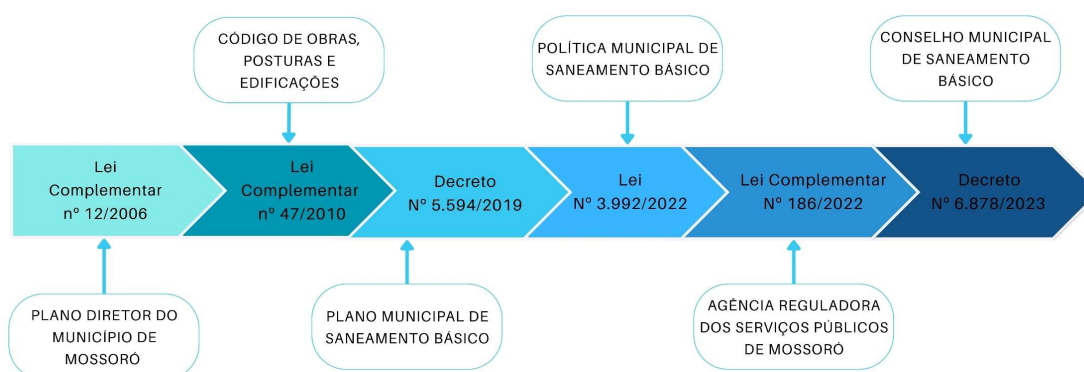 CÓDIGO DE OBRAS,
POSTURAS E
EDIFICAÇÕES
POLÍTICA MUNICIPAL DE
SANEAMENTO BÁSICO
CONSELHO MUNICIPAL
DE SANEAMENTO
BÁSICO
Lei
Complementar
nº 12/2006
Lei
Complementar
nº 47/2010
Decreto
Nº 5.594/2019
Lei
Nº 3.992/2022
Lei Complementar
Nº 186/2022
Decreto
Nº 6.878/2023
PLANO DIRETOR DO
MUNICÍPIO DE
MOSSORÓ
PLANO MUNICIPAL DE
SANEAMENTO BÁSICO
AGÊNCIA REGULADORA
DOS SERVIÇOS PÚBLICOS
DE MOSSORÓ